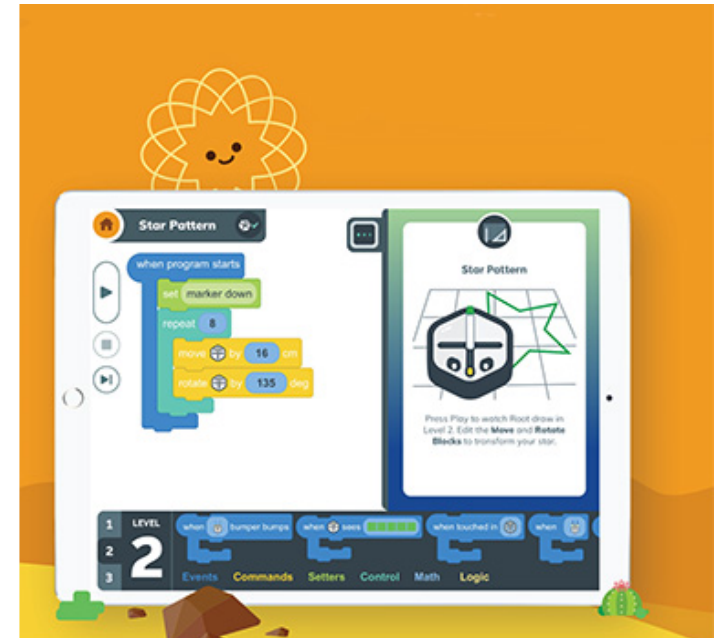 Star Pattern
when program starts
set marker down
repeat 8
move by 16 cm
rotate by 135 deg
Star Pattern
Press Play to watch Root draw in
Level 2. Edit the Move and Rotate
Blocks to transform your star.
1
2
3
LEVEL
2
when bumper bumps
when sees
when touched in
when
Events Commands Setters Control Math Logic